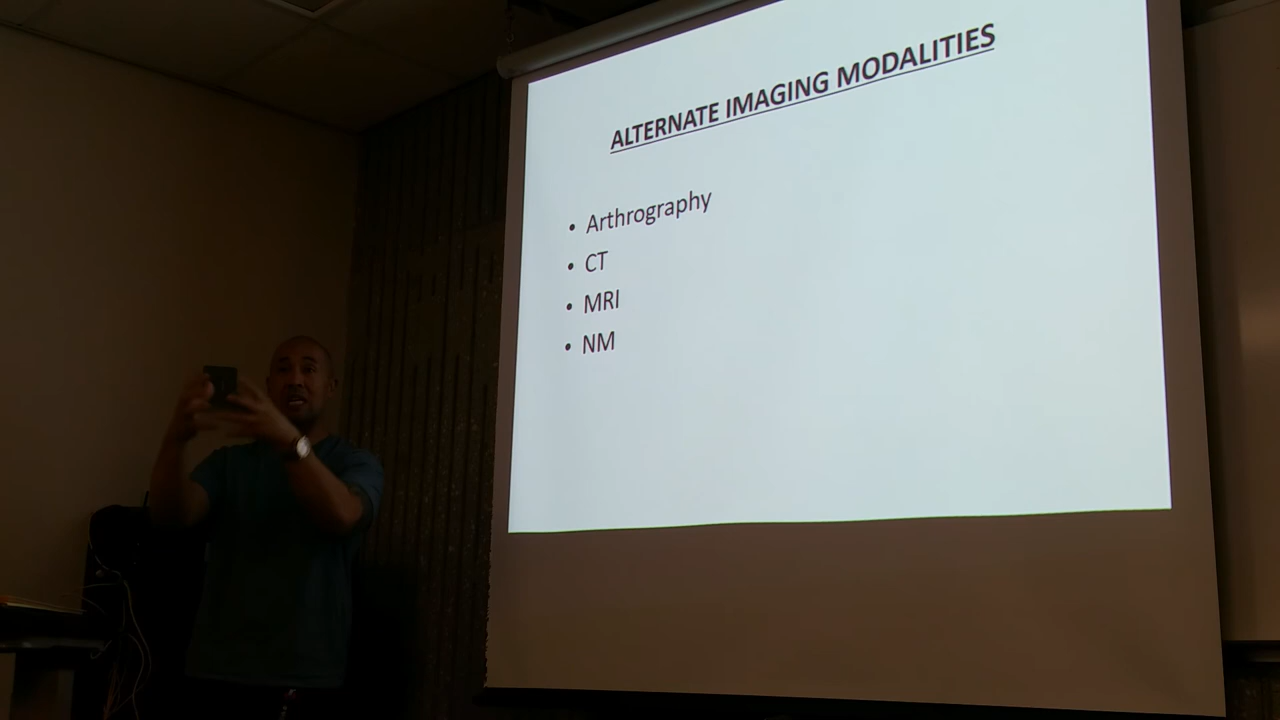 ALTERNATE IMAGING MODALITIES
• Arthrography
• CT
• MRI
• NM